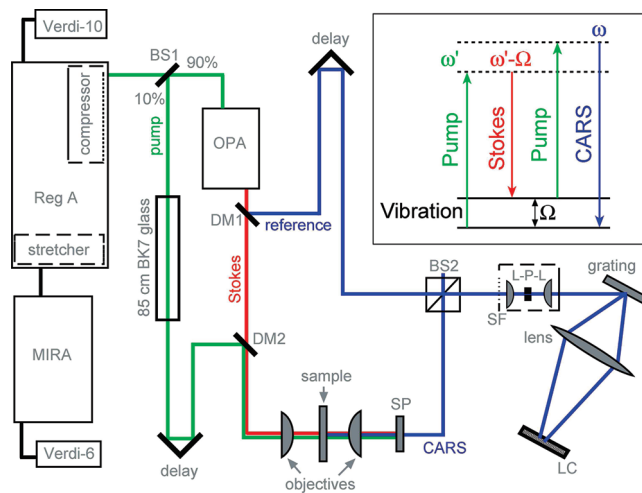 Verdi-10
compressor
Reg A
stretcher
MIRA
Verdi-6
BS1
90%
10%
pump
OPA
85 cm BK7 glass
DM1
reference
Stokes
DM2
delay
delay
sample
objectives
SP
CARS
BS2
L-P-L
SF
grating
lens
LC
ω'
ω'-Ω
ω
Pump
Stokes
Pump
CARS
Vibration
Ω